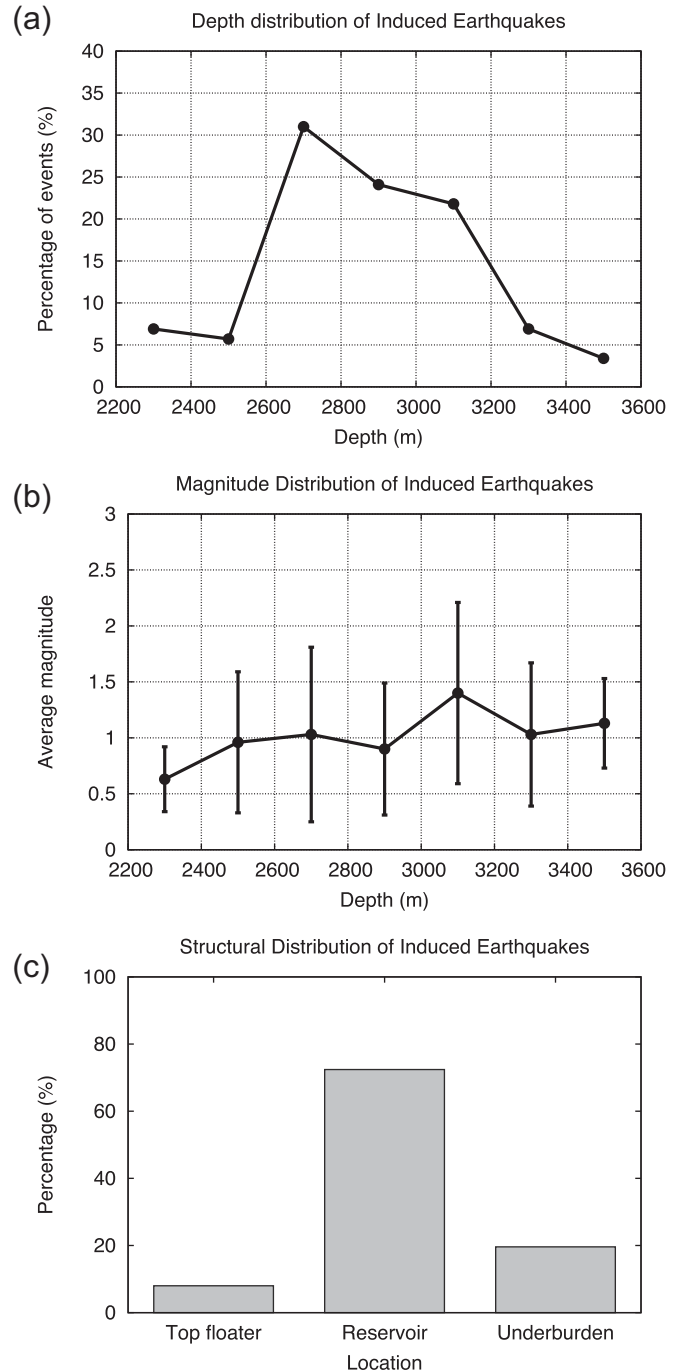 (a)
Depth distribution of Induced Earthquakes
Percentage of events (%)
40
35
30
25
20
15
10
5
0
2200 2400 2600 2800 3000 3200 3400 3600
Depth (m)
(b)
Magnitude Distribution of Induced Earthquakes
Average magnitude
3
2.5
2
1.5
1
0.5
0
2200 2400 2600 2800 3000 3200 3400 3600
Depth (m)
(c)
Structural Distribution of Induced Earthquakes
Percentage (%)
100
80
60
40
20
0
Top floater Reservoir Underburden
Location